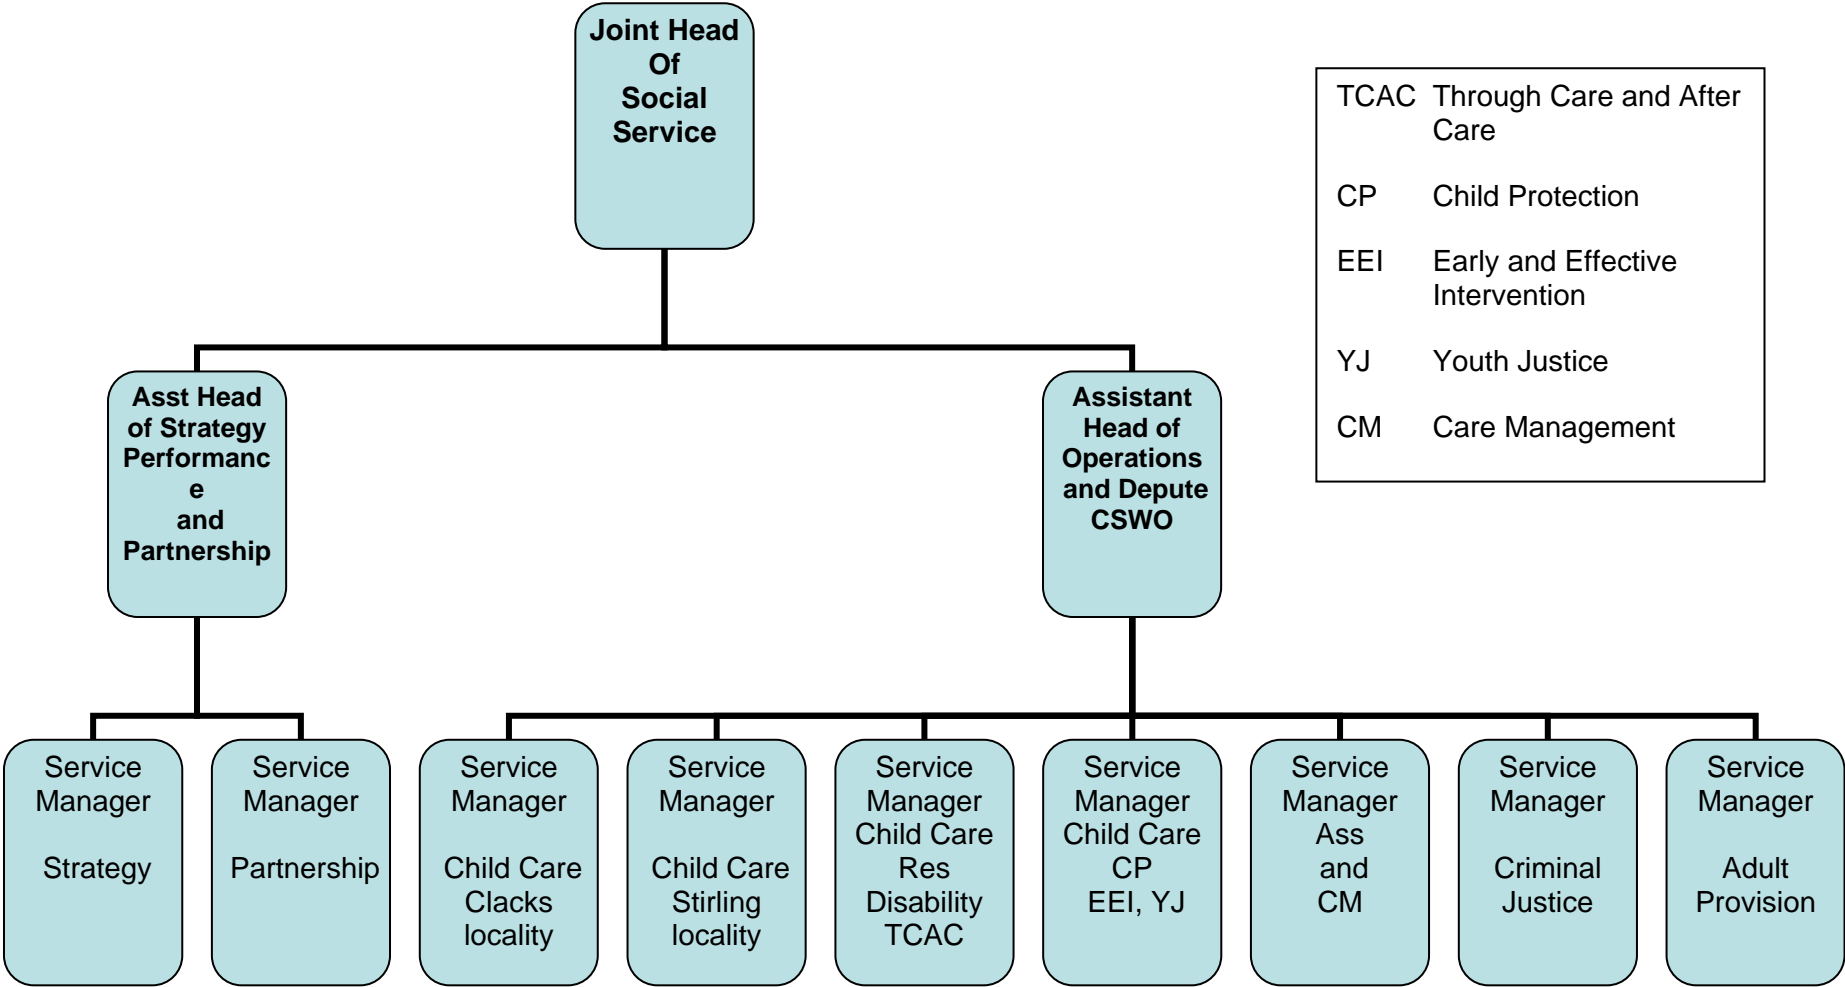 Joint Head
Of
Social
Service
TCAC Through Care and After
Care
CP Child Protection
EEI Early and Effective
Intervention
YJ Youth Justice
CM Care Management
Asst Head
of Strategy
Performanc
e
and
Partnership
Assistant
Head of
Operations
and Depute
CSWO
Service
Manager
Strategy
Service
Manager
Partnership
Service
Manager
Child Care
Clacks
locality
Service
Manager
Child Care
Stirling
locality
Service
Manager
Child Care
Res
Disability
TCAC
Service
Manager
Child Care
CP
EEI, YJ
Service
Manager
Ass
and
CM
Service
Manager
Criminal
Justice
Service
Manager
Adult
Provision